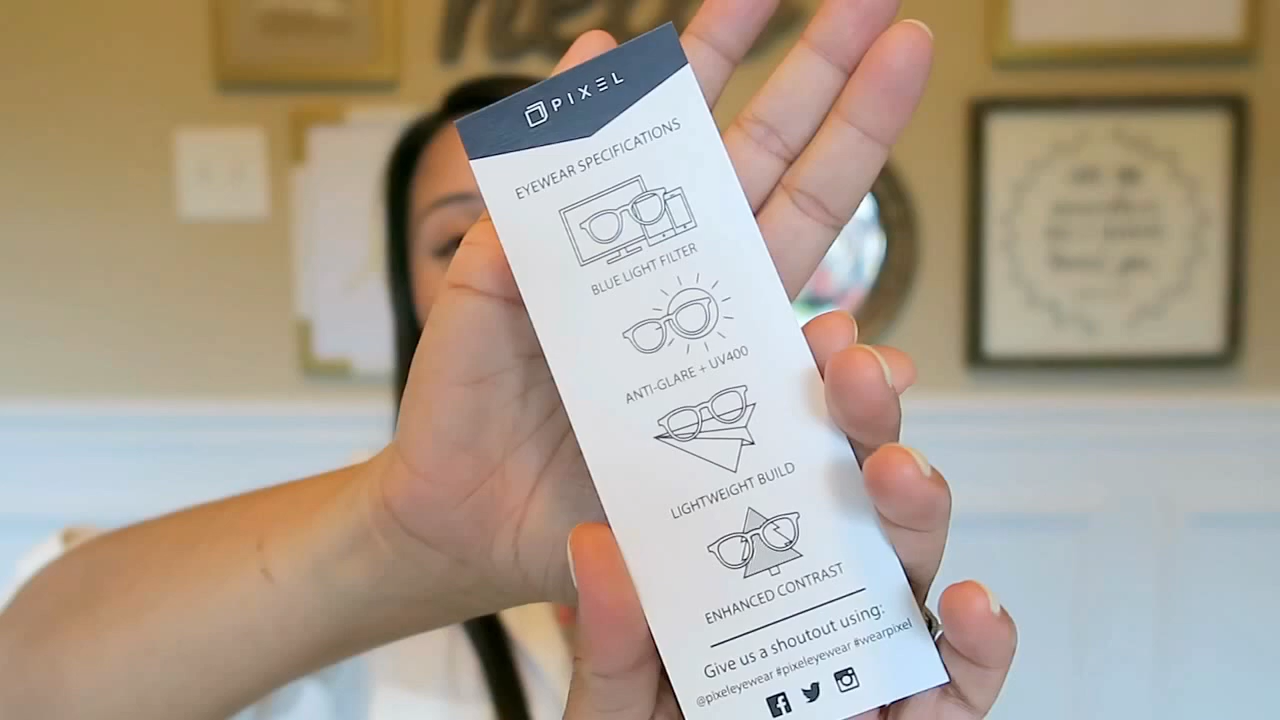 PIXEL
EYEWEAR SPECIFICATIONS
BLUE LIGHT FILTER
ANTI-GLARE + UV400
LIGHTWEIGHT BUILD
ENHANCED CONTRAST
Give us a shoutout using:
@pixeleyewear #pixeleyewear #wearpixel